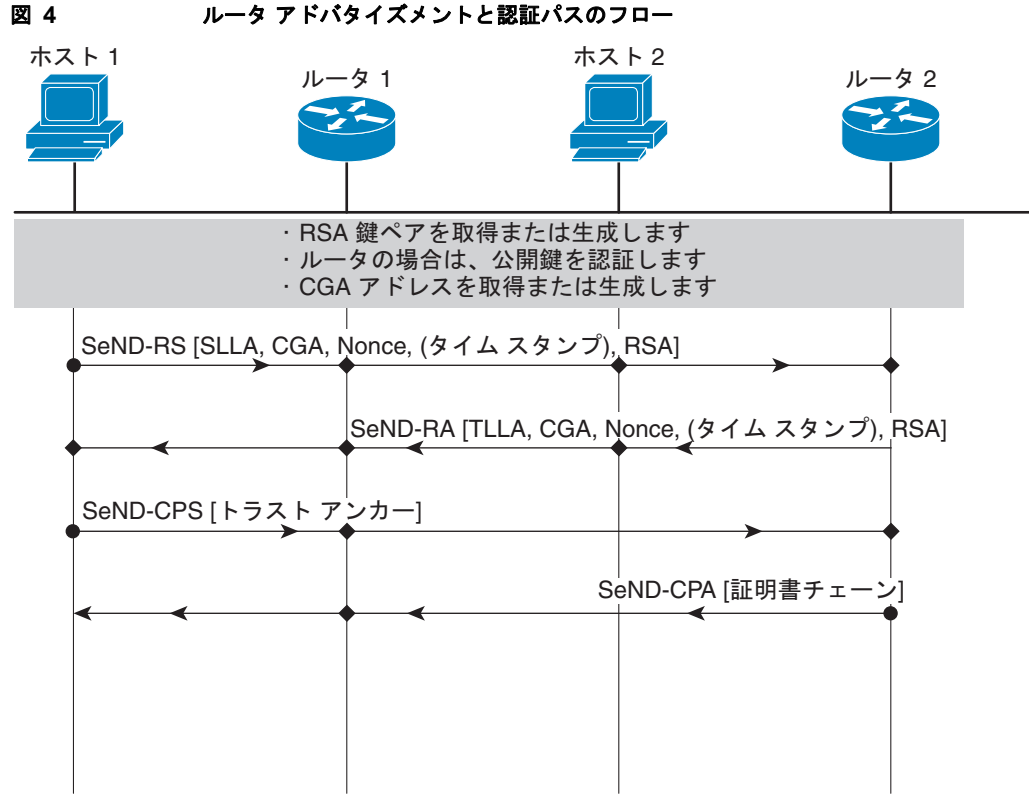 図 4 ルータ アドバタイズメントと認証パスのフロー
ホスト 1
ルータ 1
ホスト 2
ルータ 2
· RSA 鍵ペアを取得または生成します
· ルータの場合は、公開鍵を認証します
· CGA アドレスを取得または生成します
SeND-RS [SLLA, CGA, Nonce, (タイム スタンプ), RSA]
SeND-RA [TLLA, CGA, Nonce, (タイム スタンプ), RSA]
SeND-CPS [トラスト アンカー]
SeND-CPA [証明書チェーン]